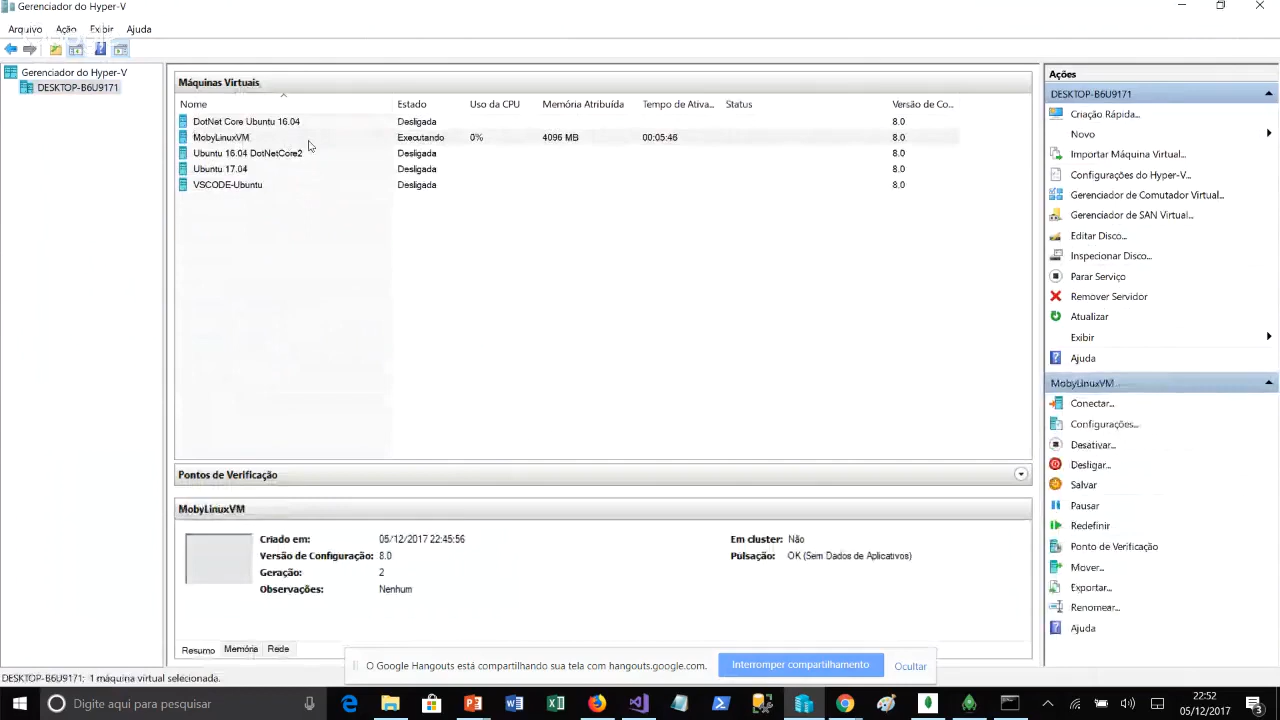 Gerenciador do Hyper-V
Arquivo Ação Exibir Ajuda
Gerenciador do Hyper-V
DESKTOP-B6U9171
Máquinas Virtuais
Nome Estado Uso da CPU Memória Atribuída Tempo de Ativa... Status Versão de Co...
DotNet Core Ubuntu 16.04 Desligada 8.0
MobyLinuxVM Executando 0% 4096 MB 00:05:46 8.0
Ubuntu 16.04 DotNetCore2 Desligada 8.0
Ubuntu 17.04 Desligada 8.0
VSCODE-Ubuntu Desligada 8.0
Pontos de Verificação
MobyLinuxVM
Criado em: 05/12/2017 22:45:56 Em cluster: Não
Versão de Configuração: 8.0 Pulsação: OK (Sem Dados de Aplicativos)
Geração: 2
Observações: Nenhum
Resumo Memória Rede
Ações
DESKTOP-B6U9171
Criação Rápida...
Novo
Importar Máquina Virtual...
Configurações do Hyper-V...
Gerenciador de Comutador Virtual...
Gerenciador de SAN Virtual...
Editar Disco...
Inspecionar Disco...
Parar Serviço
Remover Servidor
Atualizar
Exibir
Ajuda
MobyLinuxVM
Conectar...
Configurações...
Desativar...
Desligar...
Salvar
Pausar
Redefinir
Ponto de Verificação
Mover...
Exportar...
Renomear...
Ajuda
O Google Hangouts está compartilhando sua tela com hangouts.google.com. Interromper compartilhamento Ocultar
DESKTOP-B6U9171: 1 máquina virtual selecionada.
Digite aqui para pesquisar
22:52
05/12/2017
3